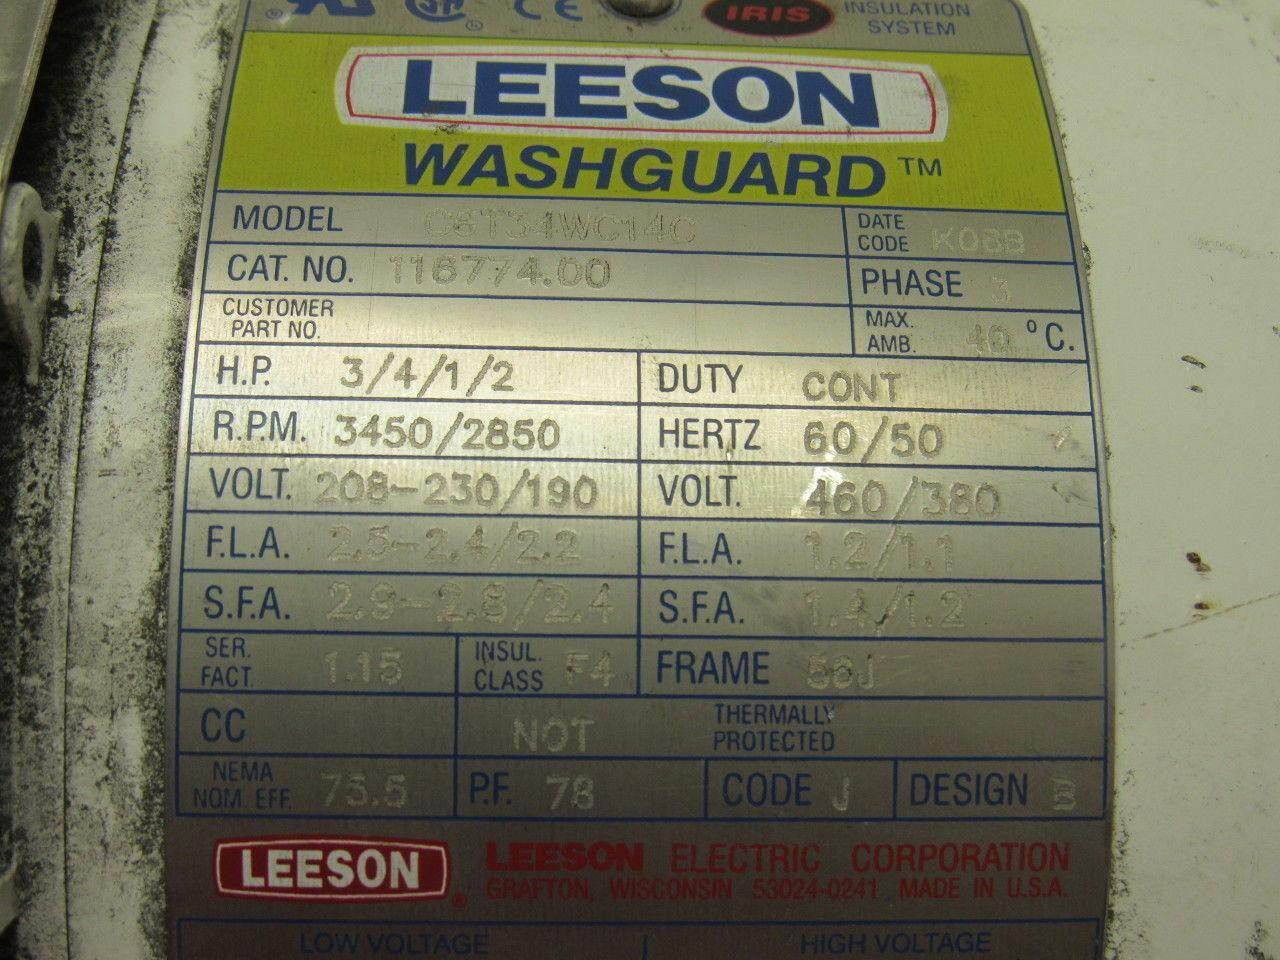 IRIS INSULATION SYSTEM
LEESON
WASHGUARD™
MODEL C6T34WC14C DATE CODE K06B
CAT. NO. 116774.00 PHASE 3
CUSTOMER PART NO. MAX. AMB. 40 °C.
H.P. 3/4/1/2 DUTY CONT
R.P.M. 3450/2850 HERTZ 60/50
VOLT. 208-230/190 VOLT. 460/380
F.L.A. 2.5-2.4/2.2 F.L.A. 1.2/1.1
S.F.A. 2.9-2.8/2.4 S.F.A. 1.4/1.2
SER. FACT. 1.15 INSUL. CLASS F4 FRAME 56J
CC NOT THERMALLY PROTECTED
NEMA NOM. EFF. 75.5 P.F. 78 CODE J DESIGN B
LEESON® LEESON ELECTRIC CORPORATION
GRAFTON, WISCONSIN 53024-0241 MADE IN U.S.A.
LOW VOLTAGE HIGH VOLTAGE